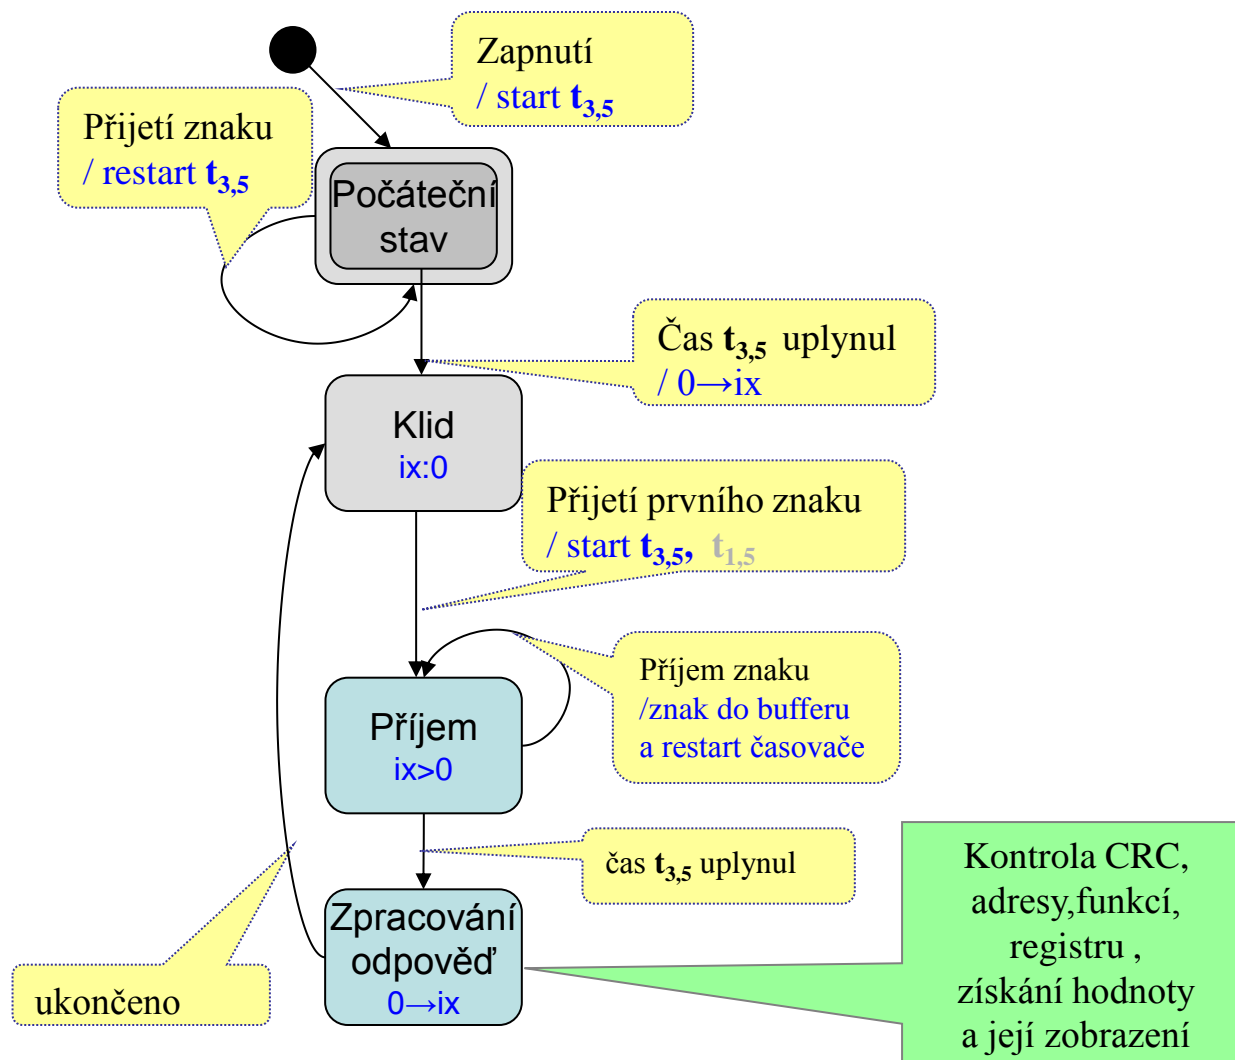 Zapnutí
/ start t3,5
Přijetí znaku
/ restart t3,5
Počáteční
stav
Čas t3,5 uplynul
/ 0→ix
Klid
ix:0
Přijetí prvního znaku
/ start t3,5, t1,5
Příjem znaku
/znak do bufferu
a restart časovače
Příjem
ix>0
čas t3,5 uplynul
Kontrola CRC,
adresy,funkcí,
registru ,
získání hodnoty
a její zobrazení
Zpracování
odpověď
0→ix
ukončeno